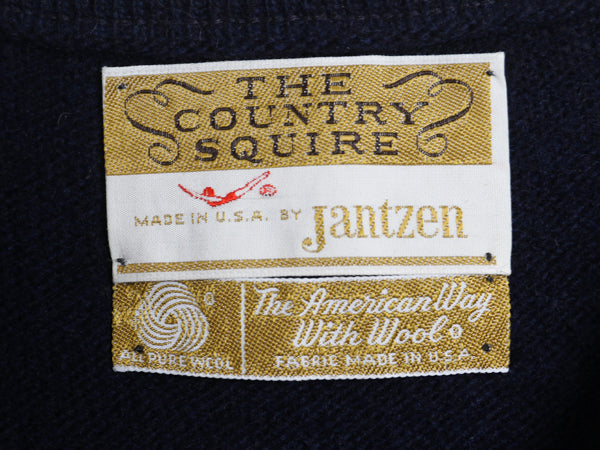 THE
COUNTRY
SQUIRE
MADE IN U.S.A. BY Jantzen
ALL PURE WOOL
The American Way
With Wool ®
FABRIC MADE IN U.S.A